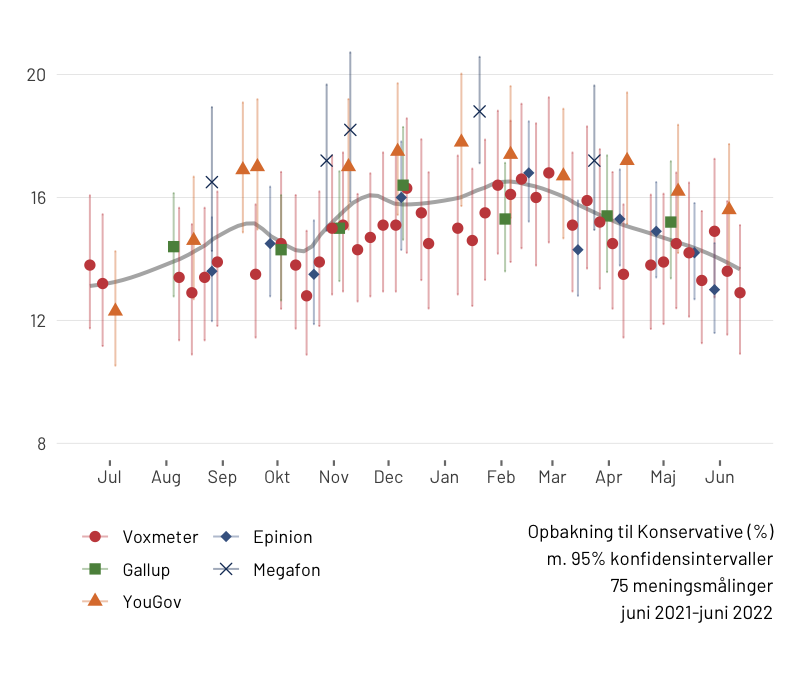 20
16
12
8
Jul Aug Sep Okt Nov Dec Jan Feb Mar Apr Maj Jun
Voxmeter Epinion
Gallup Megafon
YouGov
Opbakning til Konservative (%)
m. 95% konfidensintervaller
75 meningsmålinger
juni 2021-juni 2022